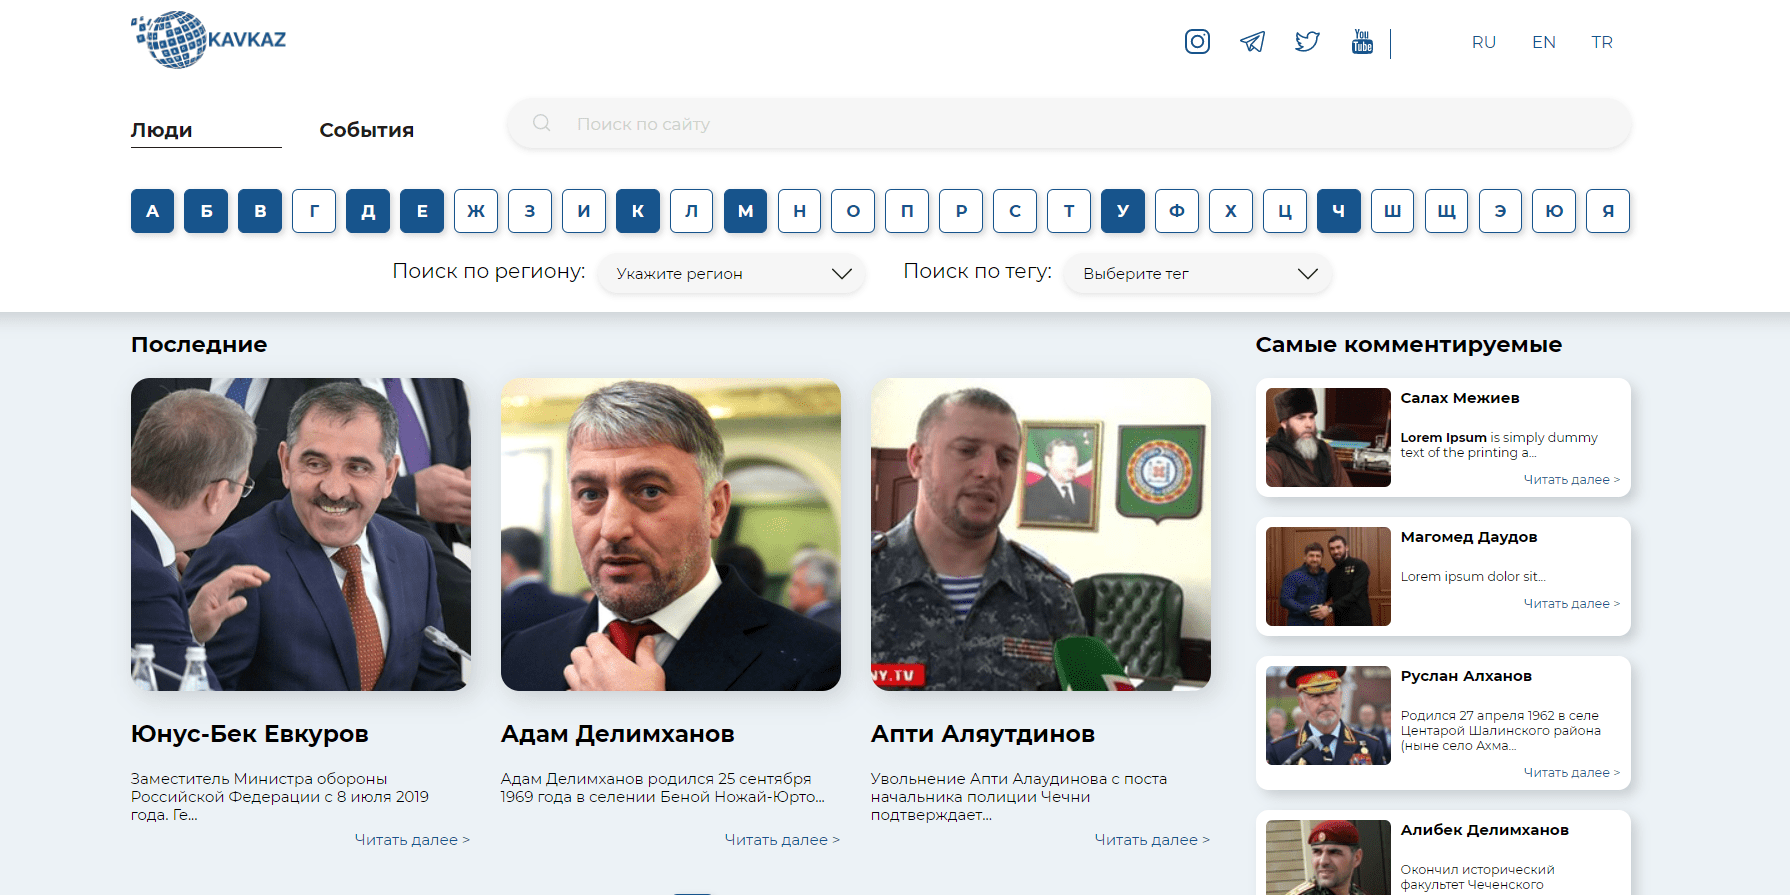 KAVKAZ
You
Tube
RU EN TR
Люди События
Поиск по сайту
А Б В Г Д Е Ж З И К Л М Н О П Р С Т У Ф Х Ц Ч Ш Щ Э Ю Я
Поиск по региону: Укажите регион Поиск по тегу: Выберите тег
Последние
NY.TV
Юнус-Бек Евкуров
Заместитель Министра обороны
Российской Федерации с 8 июля 2019
года. Ге...
Читать далее >
Адам Делимханов
Адам Делимханов родился 25 сентября
1969 года в селении Беной Ножай-Юрто...
Читать далее >
Апти Аляутдинов
Увольнение Апти Алаудинова с поста
начальника полиции Чечни
подтверждает...
Читать далее >
Самые комментируемые
Салах Межиев
Lorem Ipsum is simply dummy
text of the printing a...
Читать далее >
Магомед Даудов
Lorem ipsum dolor sit...
Читать далее >
Руслан Алханов
Родился 27 апреля 1962 в селе
Центарой Шалинского района
(ныне село Ахма...
Читать далее >
Алибек Делимханов
Окончил исторический
факультет Чеченского